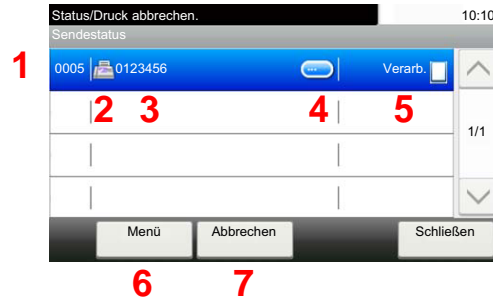 Status/Druck abbrechen. 10:10
Sendestatus
1 0005 0123456 Verarb.
2 3 4 5
1/1
Menü Abbrechen Schließen
6 7